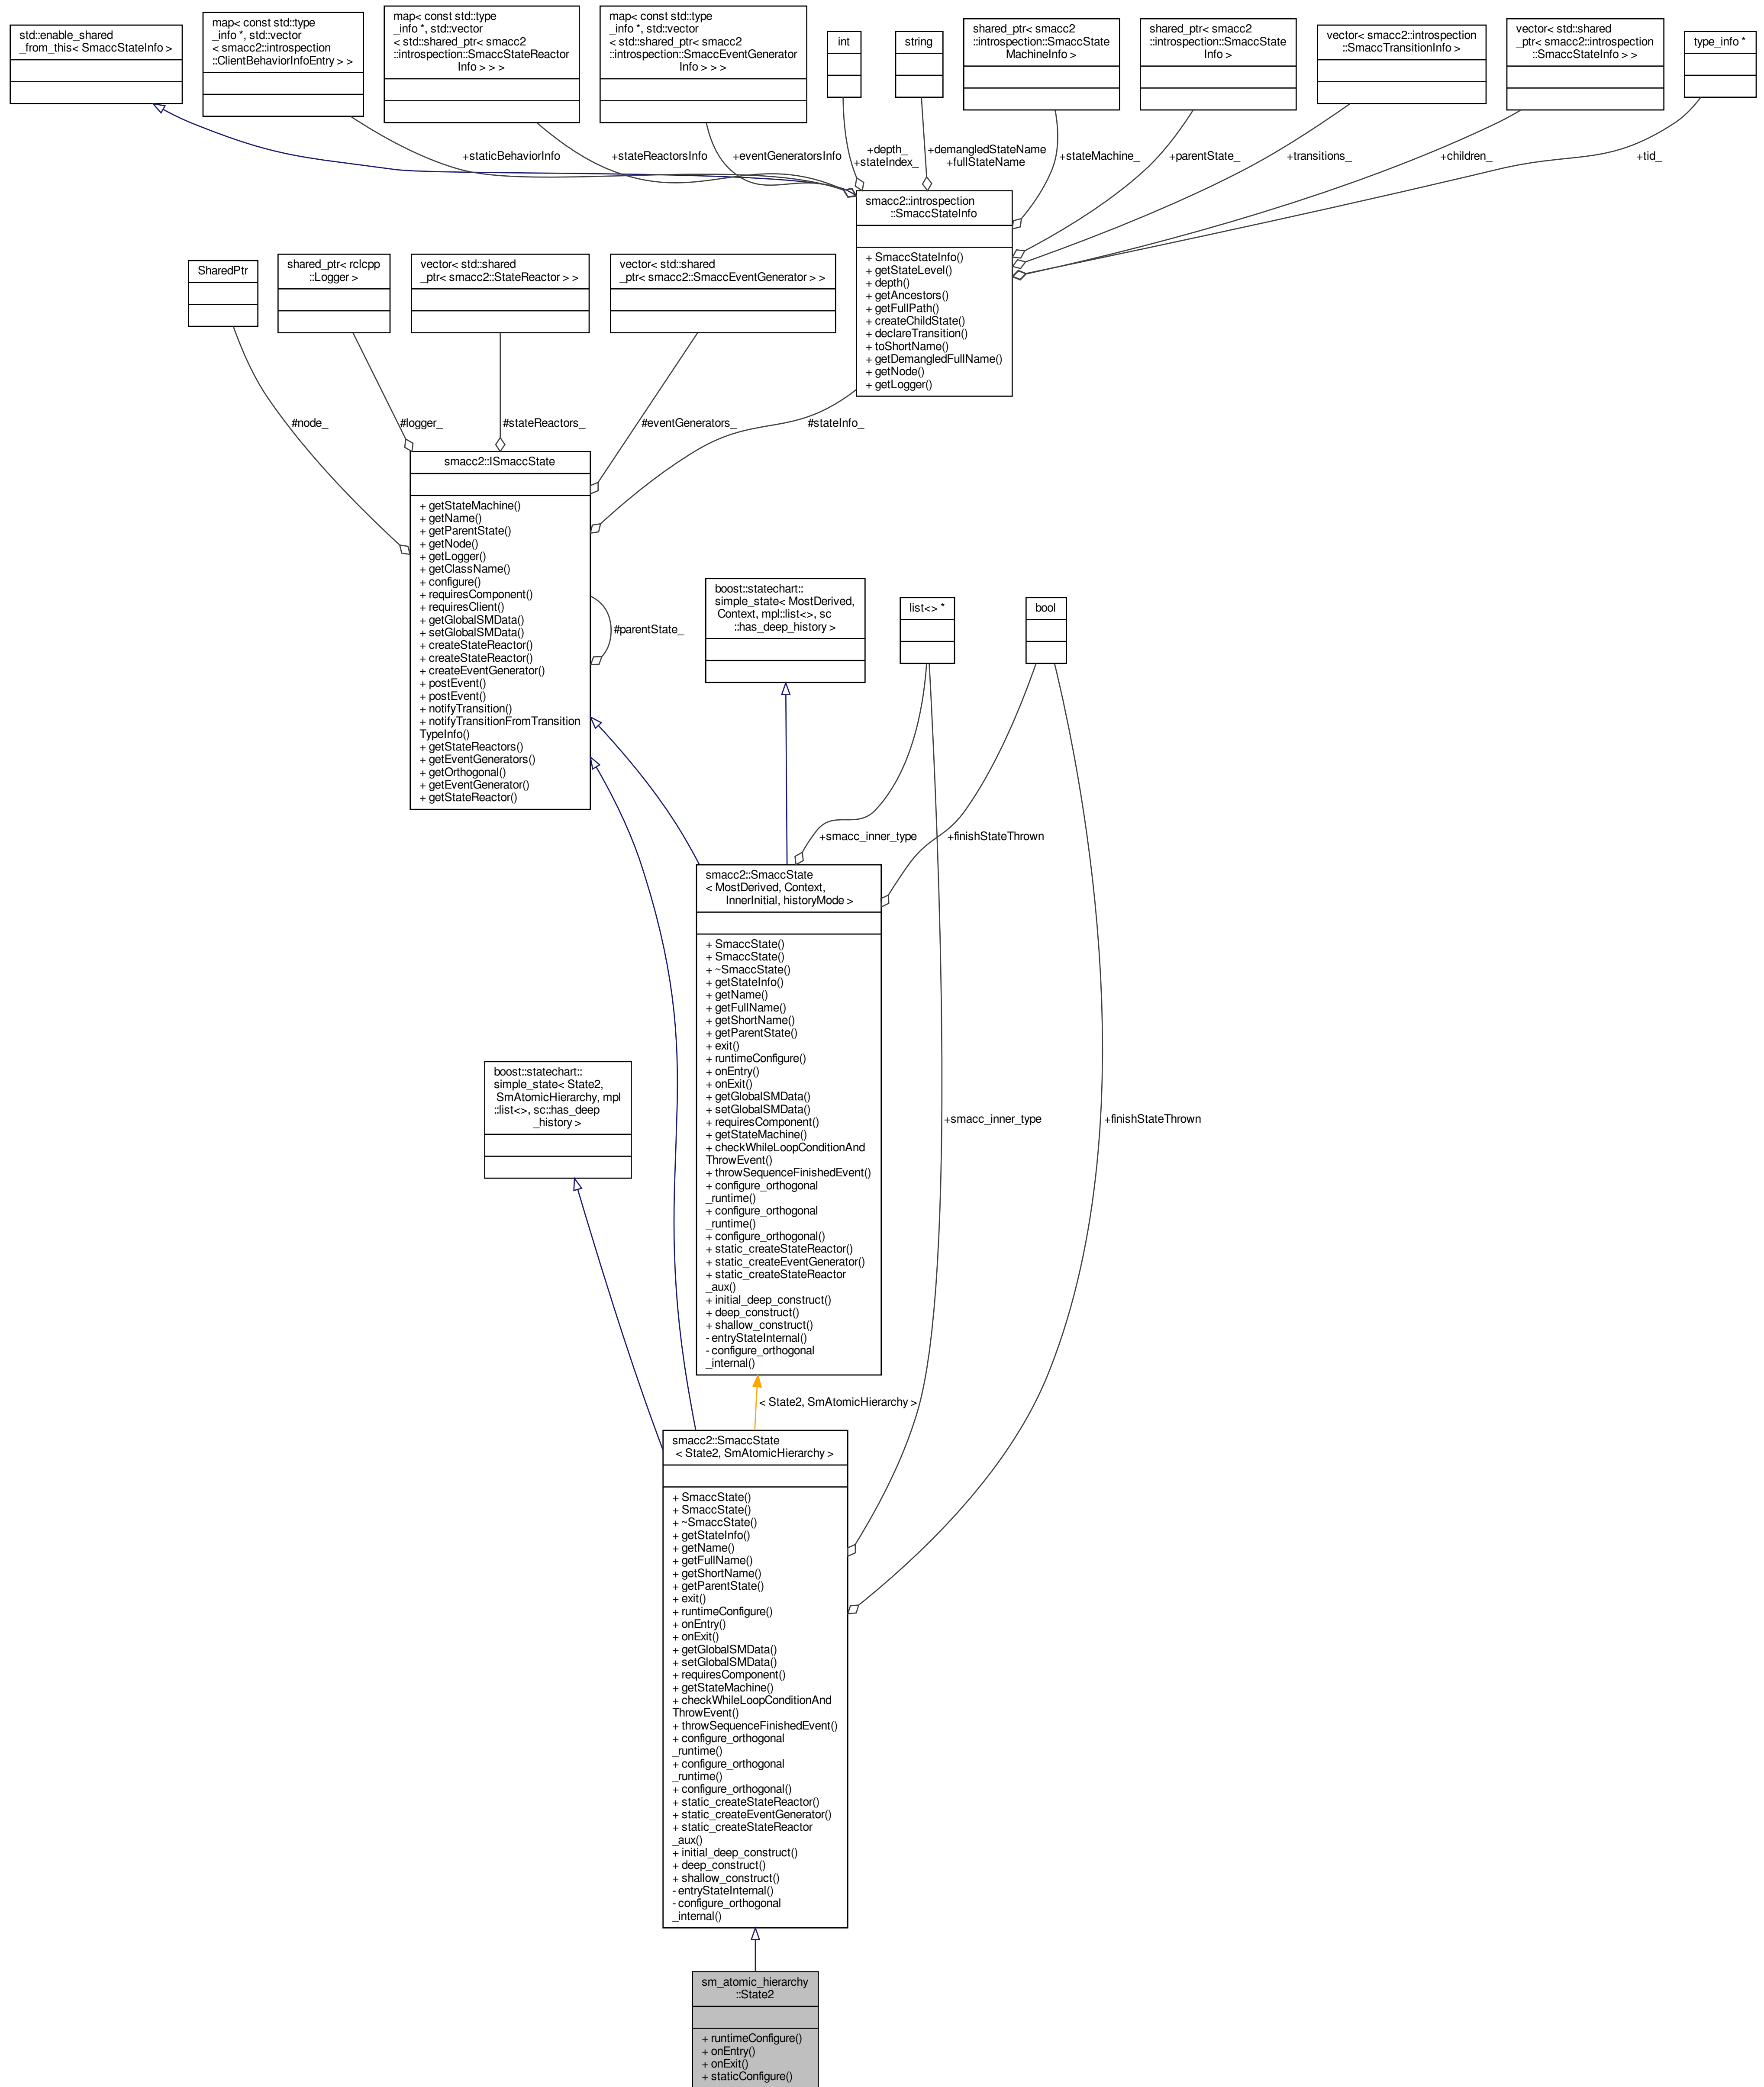 std::enable_shared
_from_this< SmaccStateInfo >
map< const std::type
_info *, std::vector
< smacc2::introspection
::ClientBehaviorInfoEntry > >
map< const std::type
_info *, std::vector
< std::shared_ptr< smacc2
::introspection::SmaccStateReactor
Info > > >
map< const std::type
_info *, std::vector
< std::shared_ptr< smacc2
::introspection::SmaccEventGenerator
Info > > >
int
string
shared_ptr< smacc2
::introspection::SmaccState
MachineInfo >
shared_ptr< smacc2
::introspection::SmaccState
Info >
vector< smacc2::introspection
::SmaccTransitionInfo >
vector< std::shared
_ptr< smacc2::introspection
::SmaccStateInfo > >
type_info *
+staticBehaviorInfo
+stateReactorsInfo
+eventGeneratorsInfo
+depth_
+stateIndex_
+demangledStateName
+fullStateName
+stateMachine_
+parentState_
+transitions_
+children_
+tid_
smacc2::introspection
::SmaccStateInfo
+ SmaccStateInfo()
+ getStateLevel()
+ depth()
+ getAncestors()
+ getFullPath()
+ createChildState()
+ declareTransition()
+ toShortName()
+ getDemangledFullName()
+ getNode()
+ getLogger()
SharedPtr
shared_ptr< rclcpp
::Logger >
vector< std::shared
_ptr< smacc2::StateReactor > >
vector< std::shared
_ptr< smacc2::SmaccEventGenerator > >
#node_
#logger_
#stateReactors_
#eventGenerators_
#stateInfo_
smacc2::ISmaccState
+ getStateMachine()
+ getName()
+ getParentState()
+ getNode()
+ getLogger()
+ getClassName()
+ configure()
+ requiresComponent()
+ requiresClient()
+ getGlobalSMData()
+ setGlobalSMData()
+ createStateReactor()
+ createStateReactor()
+ createEventGenerator()
+ postEvent()
+ postEvent()
+ notifyTransition()
+ notifyTransitionFromTransition
TypeInfo()
+ getStateReactors()
+ getEventGenerators()
+ getOrthogonal()
+ getEventGenerator()
+ getStateReactor()
#parentState_
boost::statechart::
simple_state< MostDerived,
Context, mpl::list<>, sc
::has_deep_history >
list<> *
bool
+smacc_inner_type
+finishStateThrown
smacc2::SmaccState
< MostDerived, Context,
InnerInitial, historyMode >
+ SmaccState()
+ SmaccState()
+ ~SmaccState()
+ getStateInfo()
+ getName()
+ getFullName()
+ getShortName()
+ getParentState()
+ exit()
+ runtimeConfigure()
+ onEntry()
+ onExit()
+ getGlobalSMData()
+ setGlobalSMData()
+ requiresComponent()
+ getStateMachine()
+ checkWhileLoopConditionAnd
ThrowEvent()
+ throwSequenceFinishedEvent()
+ configure_orthogonal
_runtime()
+ configure_orthogonal
_runtime()
+ configure_orthogonal()
+ static_createStateReactor()
+ static_createEventGenerator()
+ static_createStateReactor
_aux()
+ initial_deep_construct()
+ deep_construct()
+ shallow_construct()
- entryStateInternal()
- configure_orthogonal
_internal()
boost::statechart::
simple_state< State2,
SmAtomicHierarchy, mpl
::list<>, sc::has_deep
_history >
+smacc_inner_type
+finishStateThrown
< State2, SmAtomicHierarchy >
smacc2::SmaccState
< State2, SmAtomicHierarchy >
+ SmaccState()
+ SmaccState()
+ ~SmaccState()
+ getStateInfo()
+ getName()
+ getFullName()
+ getShortName()
+ getParentState()
+ exit()
+ runtimeConfigure()
+ onEntry()
+ onExit()
+ getGlobalSMData()
+ setGlobalSMData()
+ requiresComponent()
+ getStateMachine()
+ checkWhileLoopConditionAnd
ThrowEvent()
+ throwSequenceFinishedEvent()
+ configure_orthogonal
_runtime()
+ configure_orthogonal
_runtime()
+ configure_orthogonal()
+ static_createStateReactor()
+ static_createEventGenerator()
+ static_createStateReactor
_aux()
+ initial_deep_construct()
+ deep_construct()
+ shallow_construct()
- entryStateInternal()
- configure_orthogonal
_internal()
sm_atomic_hierarchy
::State2
+ runtimeConfigure()
+ onEntry()
+ onExit()
+ staticConfigure()